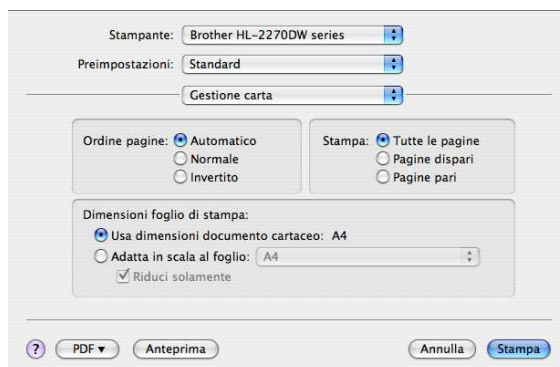 Stampante: Brother HL-2270DW series
Preimpostazioni: Standard
Gestione carta
Ordine pagine: Automatico
Normale
Invertito
Stampa: Tutte le pagine
Pagine dispari
Pagine pari
Dimensioni foglio di stampa:
Usa dimensioni documento cartaceo: A4
Adatta in scala al foglio: A4
Riduci solamente
? PDF▼ Anteprima Annulla Stampa